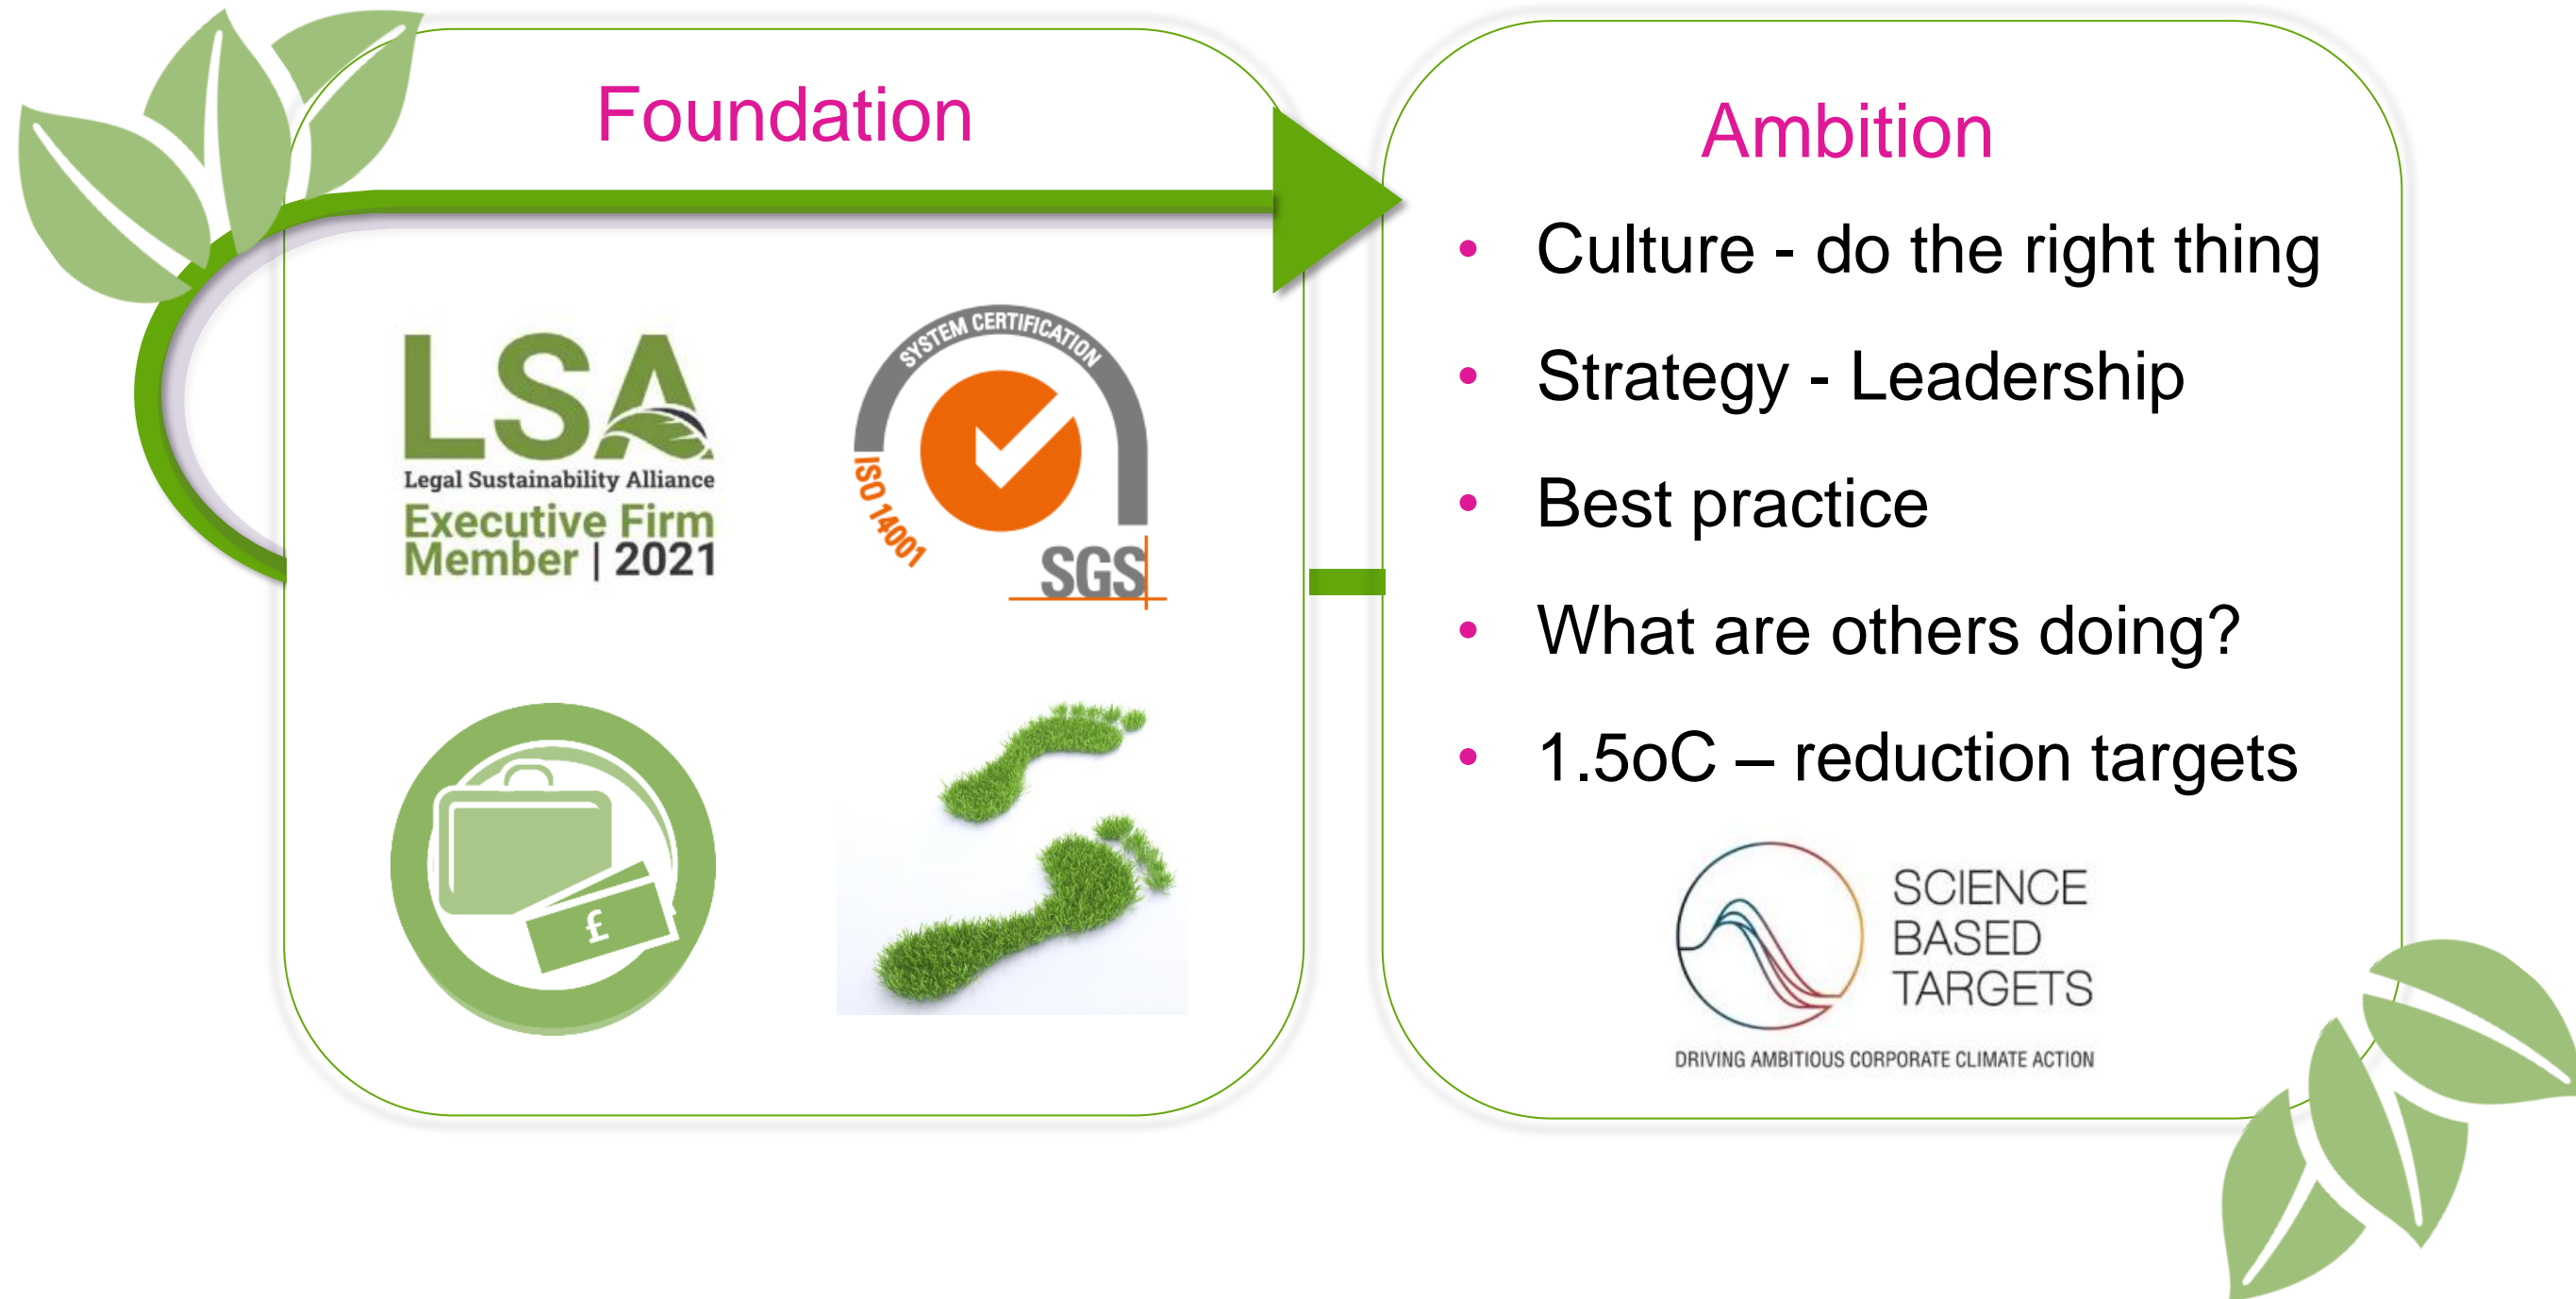 Foundation
LSA
Legal Sustainability Alliance
Executive Firm
Member | 2021
SYSTEM CERTIFICATION
ISO 14001
SGS
£
Ambition
• Culture - do the right thing
• Strategy - Leadership
• Best practice
• What are others doing?
• 1.5oC – reduction targets
SCIENCE
BASED
TARGETS
DRIVING AMBITIOUS CORPORATE CLIMATE ACTION